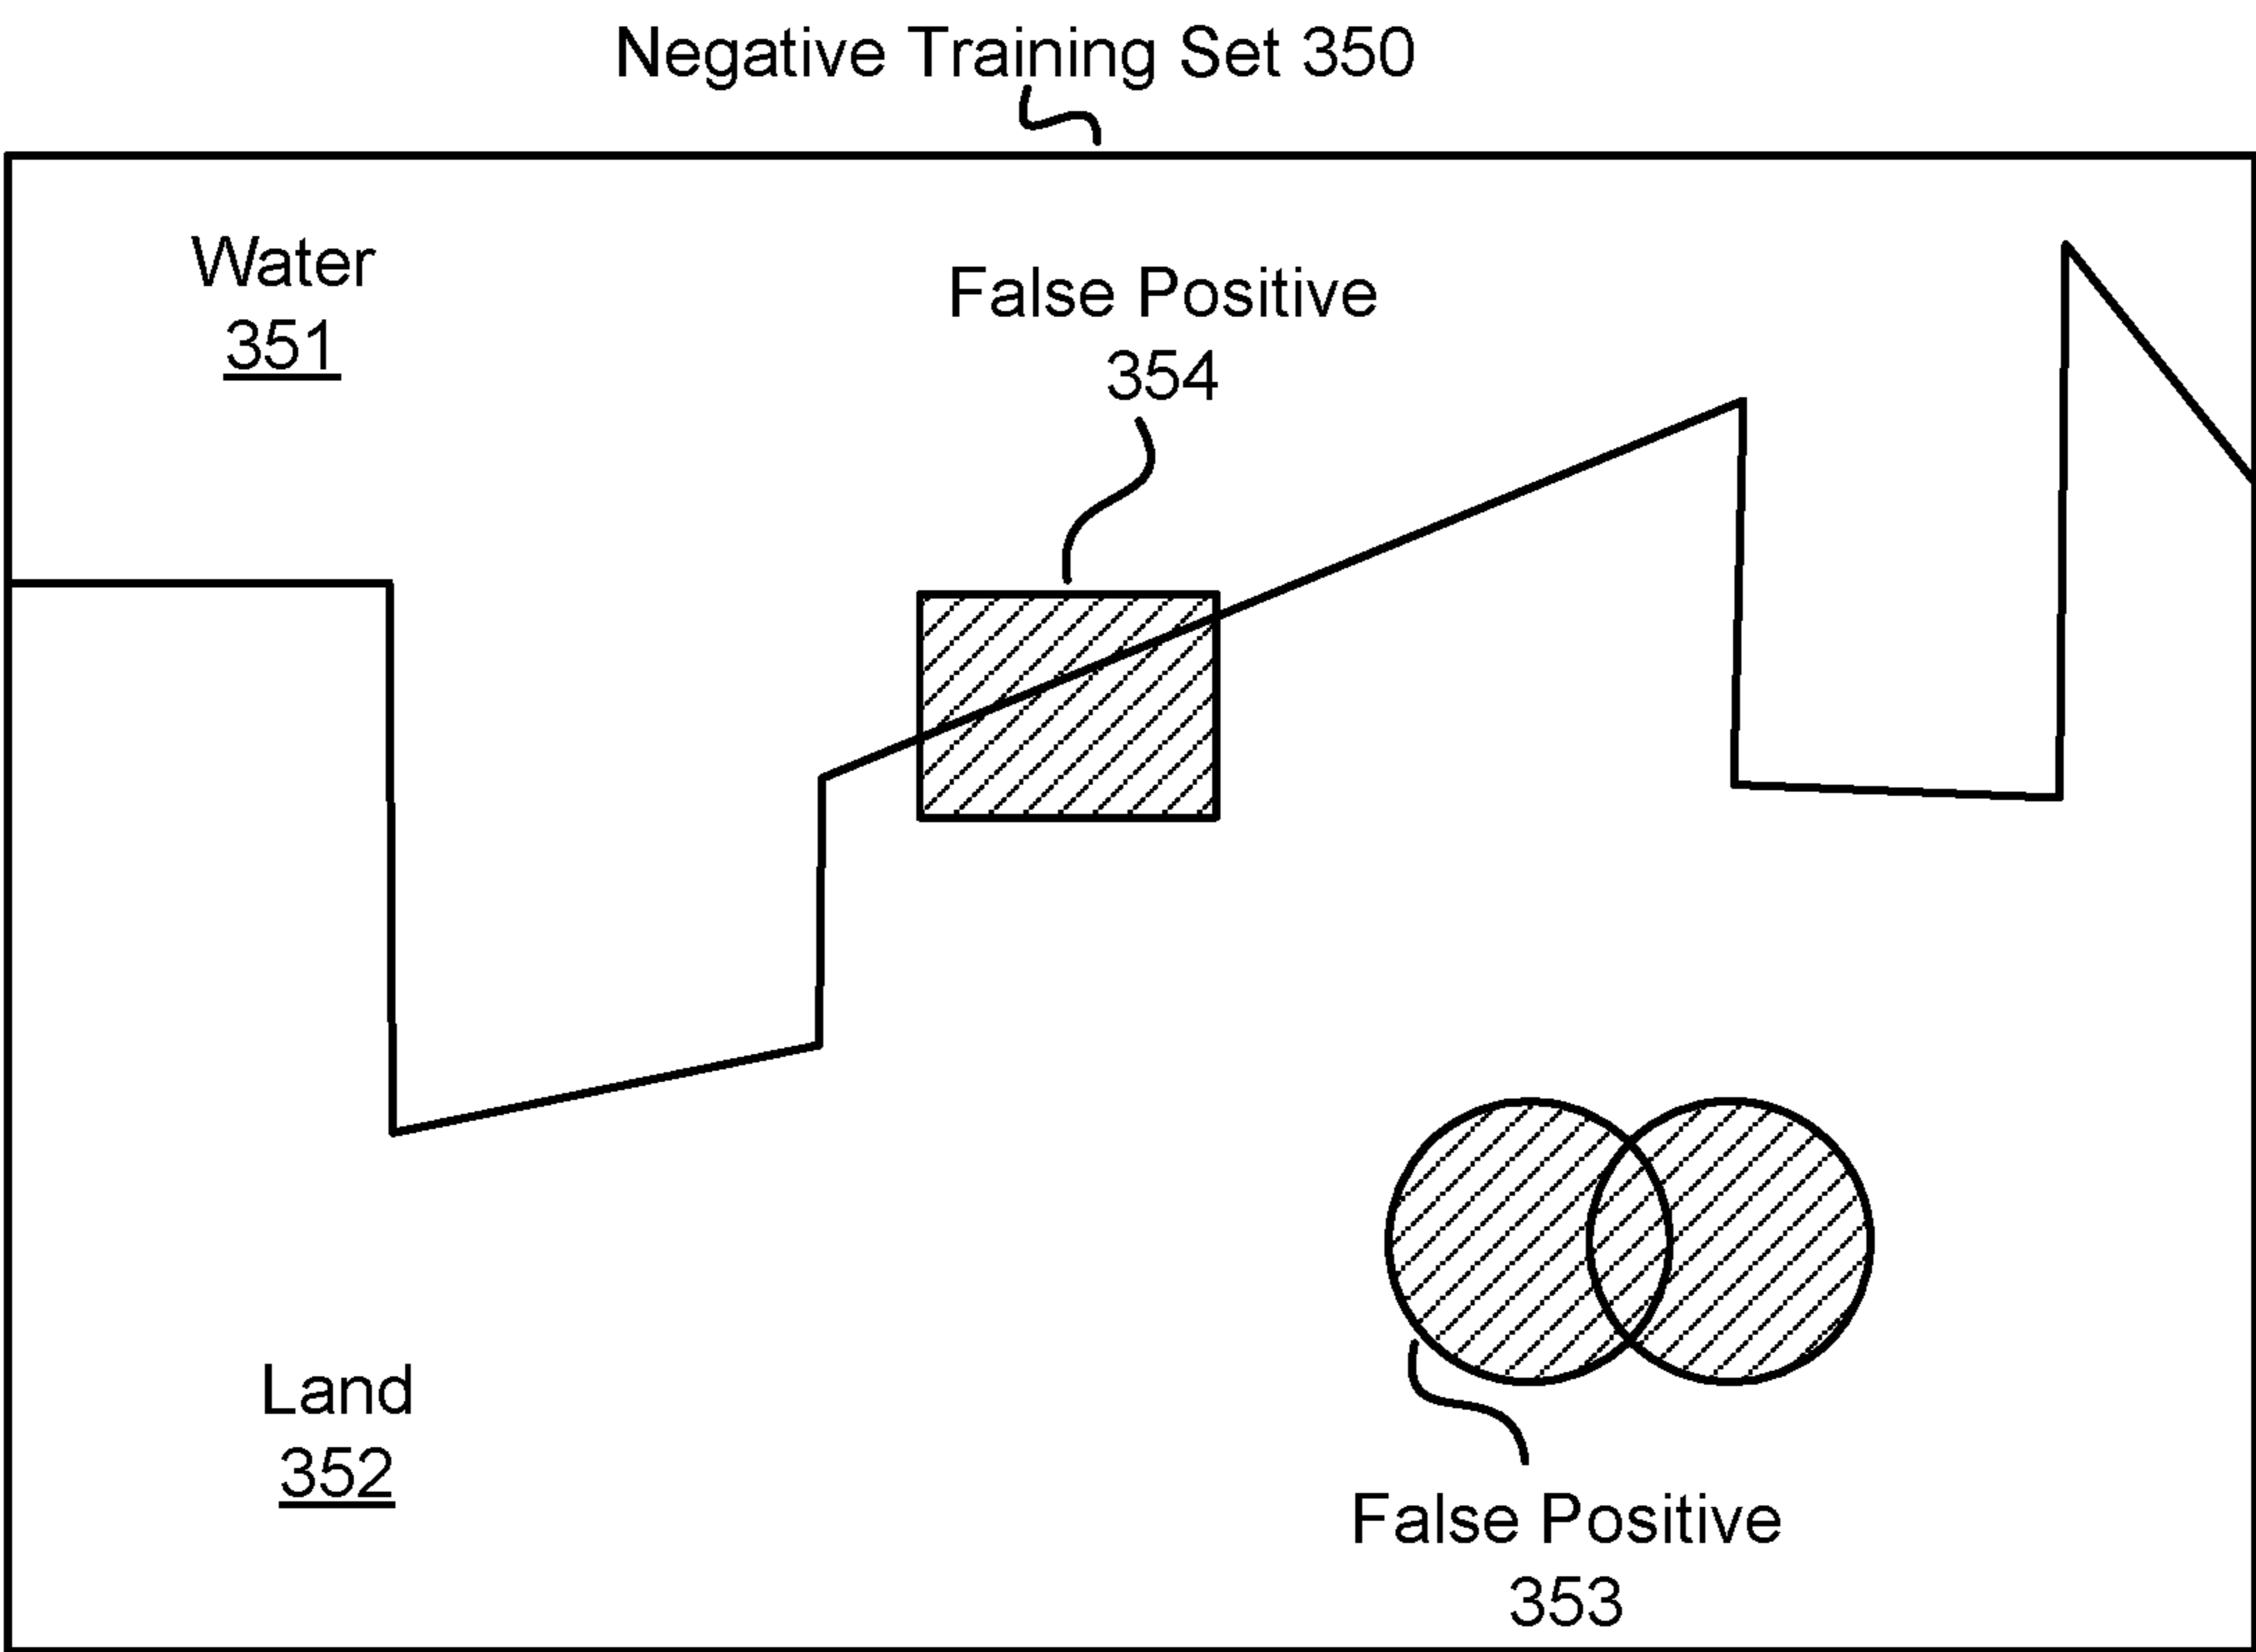 Negative Training Set 350
Water
351
False Positive
354
Land
352
False Positive
353